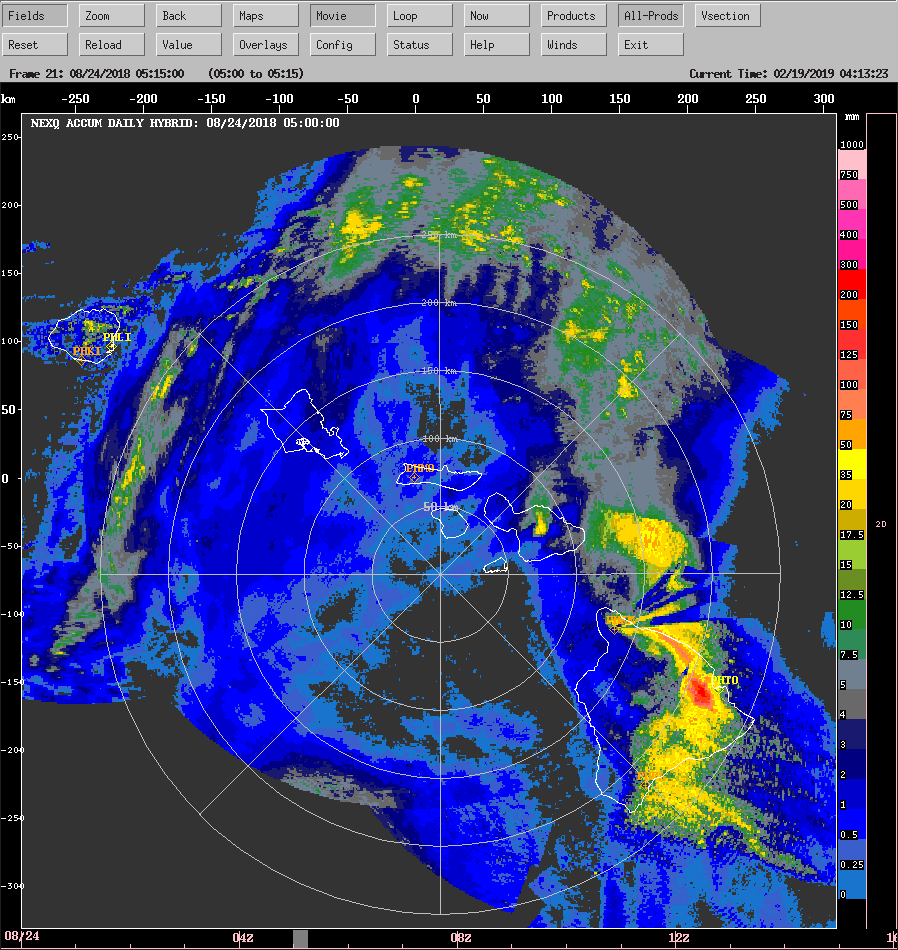 Fields Zoom Back Maps Movie Loop Now Products All-Prods Vsection
Reset Reload Value Overlays Config Status Help Winds Exit
Frame 21: 08/24/2018 05:15:00 (05:00 to 05:15) Current Time: 02/19/2019 04:13:23
km -250 -200 -150 -100 -50 0 50 100 150 200 250 300 mm
NEXQ ACCUM DAILY HYBRID: 08/24/2018 05:00:00
250
200
150
100
50
0
-50
-100
-150
-200
-250
-300
250 km
200 km
150 km
100 km
50 km
PHLI
PHKI
PHMO
PHTO
1000
750
500
400
300
200
150
125
100
75
50
35
20
17.5
15
12.5
10
7.5
5
4
3
2
1
0.5
0.25
0
2D
08/24 04Z 08Z 12Z 16